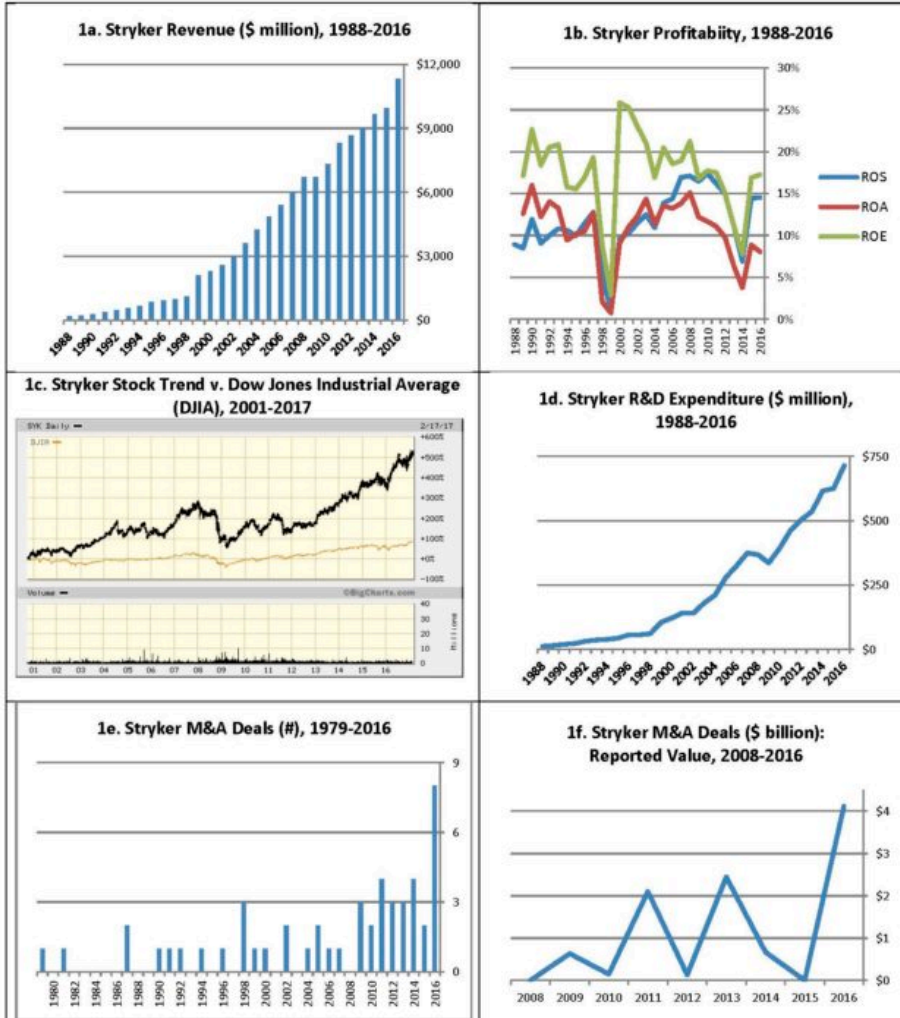 1a. Stryker Revenue ($ million), 1988-2016
$12,000
$9,000
$6,000
$3,000
$0
1988 1990 1992 1994 1996 1998 2000 2002 2004 2006 2008 2010 2012 2014 2016
1b. Stryker Profitabiity, 1988-2016
30%
25%
20%
15%
10%
5%
0%
ROS
ROA
ROE
1988 1990 1992 1994 1996 1998 2000 2002 2004 2006 2008 2010 2012 2014 2016
1c. Stryker Stock Trend v. Dow Jones Industrial Average
(DJIA), 2001-2017
SYK Daily 2/17/17
DJIA
+600%
+500%
+400%
+300%
+200%
+100%
+0%
-100%
Volume ©BigCharts.com
40
30
20
10
0
Millions
01 02 03 04 05 06 07 08 09 10 11 12 13 14 15 16
1d. Stryker R&D Expenditure ($ million),
1988-2016
$750
$500
$250
$0
1988 1990 1992 1994 1996 1998 2000 2002 2004 2006 2008 2010 2012 2014 2016
1e. Stryker M&A Deals (#), 1979-2016
9
6
3
0
1980 1982 1984 1986 1988 1990 1992 1994 1996 1998 2000 2002 2004 2006 2008 2010 2012 2014 2016
1f. Stryker M&A Deals ($ billion):
Reported Value, 2008-2016
$4
$3
$2
$1
$0
2008 2009 2010 2011 2012 2013 2014 2015 2016